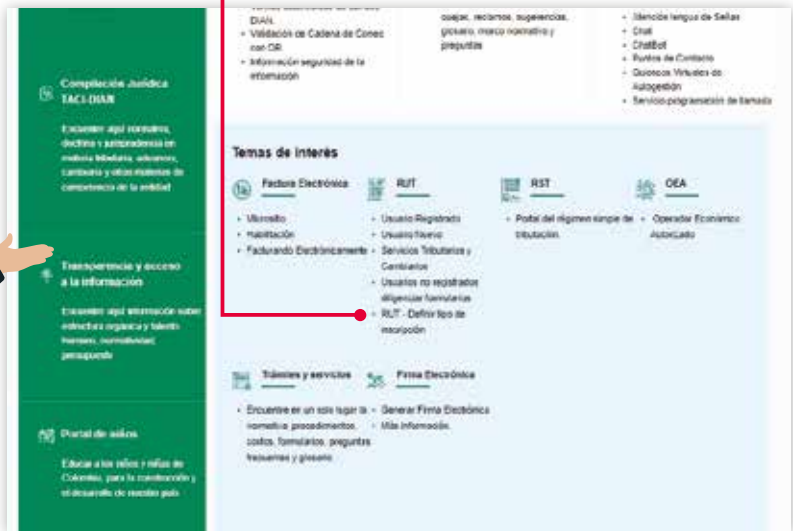 Compilación Jurídica
TACI-DIAN
Encuentre aquí normativa,
doctrina y jurisprudencia en
materia tributaria, aduanera,
cambiaria y otras materias de
competencia de la entidad
Transparencia y acceso
a la información
Encuentre aquí información sobre
estructura orgánica y talento
humano, normatividad,
presupuesto
Portal de niños
Educar a los niños y niñas de
Colombia, para la construcción y
el desarrollo de nuestro país
DIAN.
Validación de Cadena de Correo
con QR
Información seguridad de la
información
quejas, reclamos, sugerencias,
glosario, marco normativo y
preguntas
Atención lengua de Señas
Chat
ChatBot
Puntos de Contacto
Quioscos Virtuales de
Autogestión
Servicio programación de llamada
Temas de interés
Factura Electrónica
Micrositio
Habilitación
Facturando Electrónicamente
RUT
Usuario Registrado
Usuario Nuevo
Servicios Tributarios y
Cambiarios
Usuarios no registrados
diligenciar formularios
RUT - Definir tipo de
inscripción
RST
Portal del régimen simple de
tributación
OEA
Operador Económico
Autorizado
Trámites y servicios
Encuentre en un solo lugar la
normativa, procedimientos,
costos, formularios, preguntas
frecuentes y glosario
Firma Electrónica
Generar Firma Electrónica
Más Información